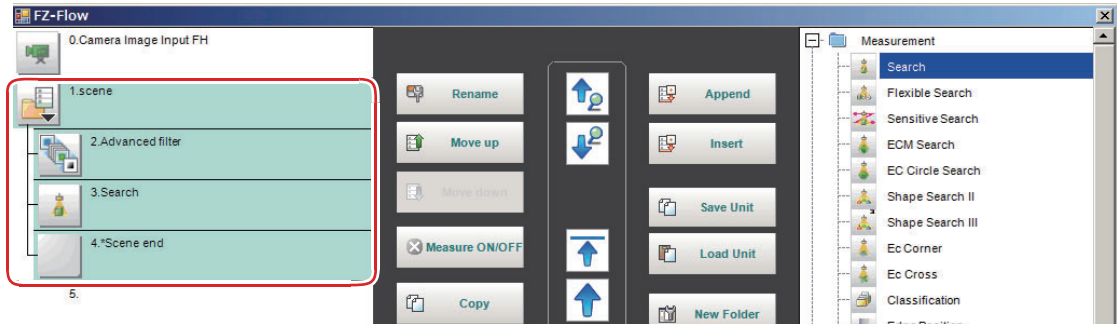 FZ-Flow
0.Camera Image Input FH
1.scene
2.Advanced filter
3.Search
4.*Scene end
5.
Rename
Move up
Move down
Measure ON/OFF
Copy
Append
Insert
Save Unit
Load Unit
New Folder
Measurement
Search
Flexible Search
Sensitive Search
ECM Search
EC Circle Search
Shape Search II
Shape Search III
Ec Corner
Ec Cross
Classification
Edge Position